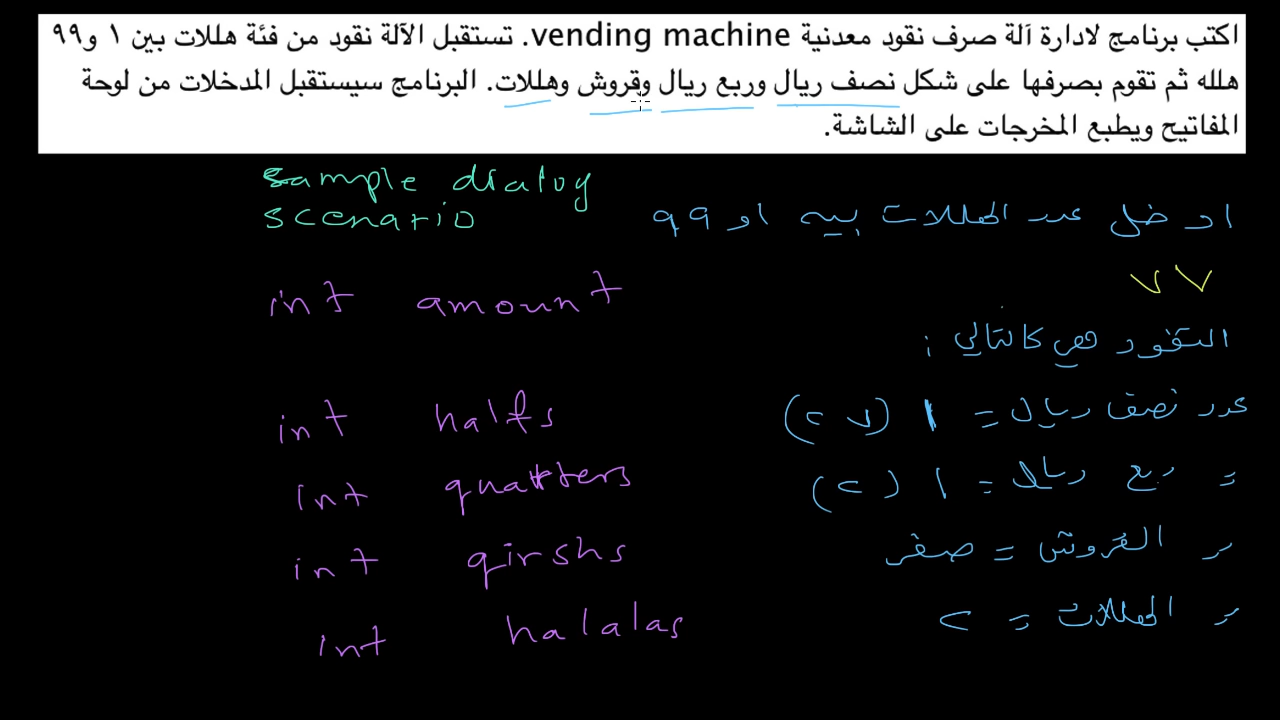 اكتب برنامج لادارة آلة صرف نقود معدنية vending machine. تستقبل الآلة نقود من فئة هللات بين ١ و٩٩
هلله ثم تقوم بصرفها على شكل نصف ريال وربع ريال وقروش وهللات. البرنامج سيستقبل المدخلات من لوحة
المفاتيح ويطبع المخرجات على الشاشة.
sample dialog
scenario
ادخل عدد الهللات بين ١ و ٩٩
٧٧
int amount
النقود هي كالتالي :
عدد نصف ريال = ١ (٢٧)
int halfs
= ربع ريال = ١ (٢)
int quarters
= القروش = صفر
int qirshs
= الهللات = ٢
int halalas